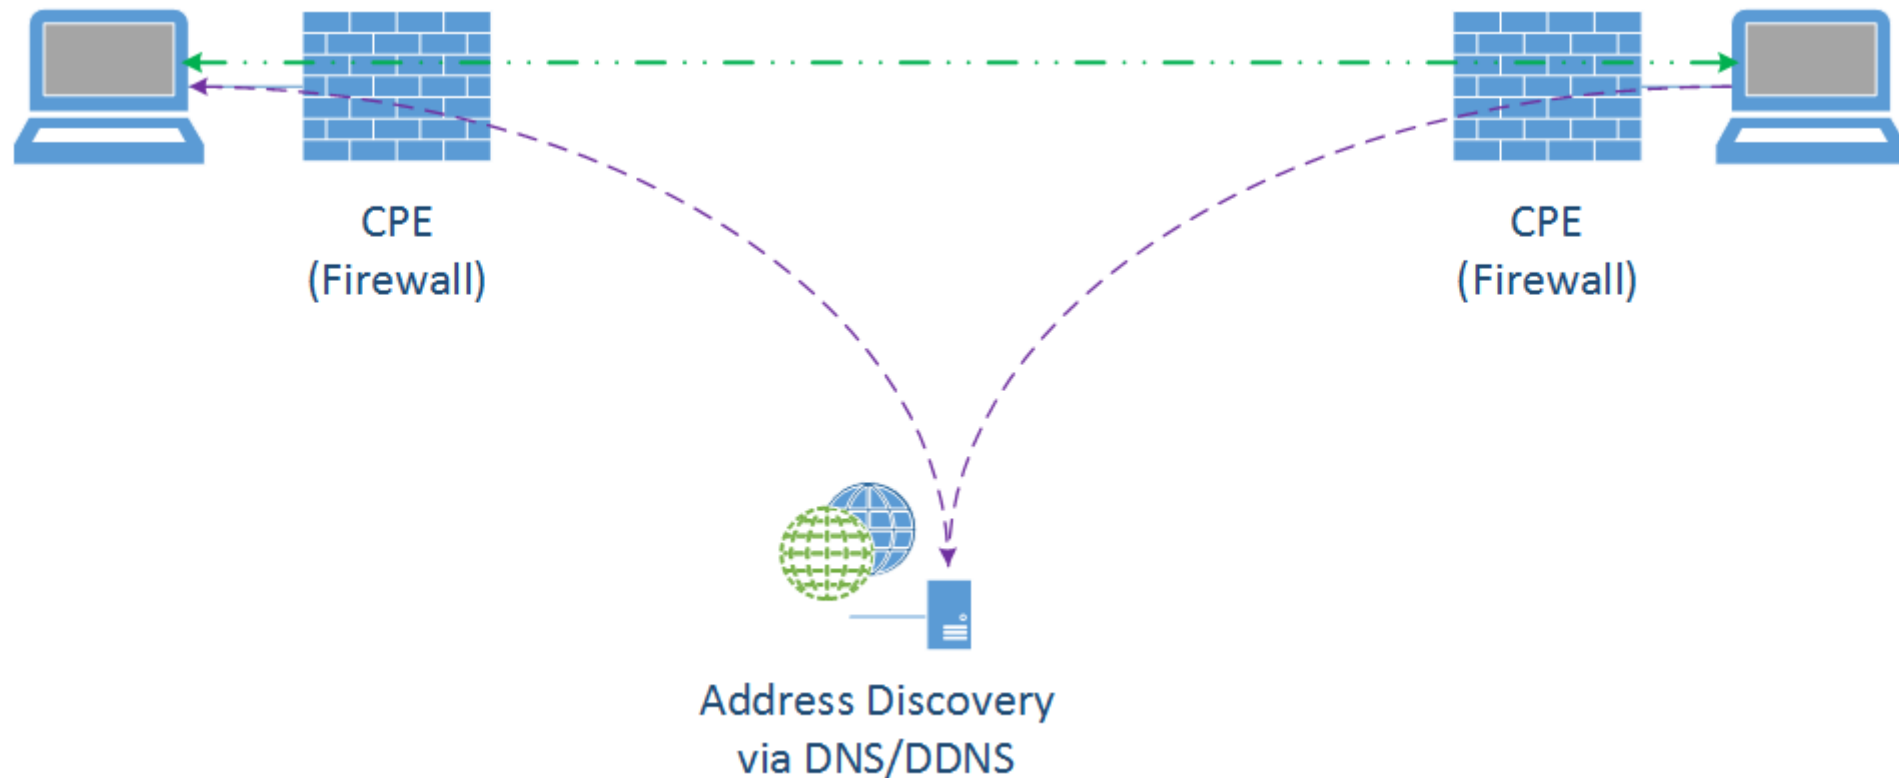 CPE
(Firewall)
CPE
(Firewall)
Address Discovery
via DNS/DDNS